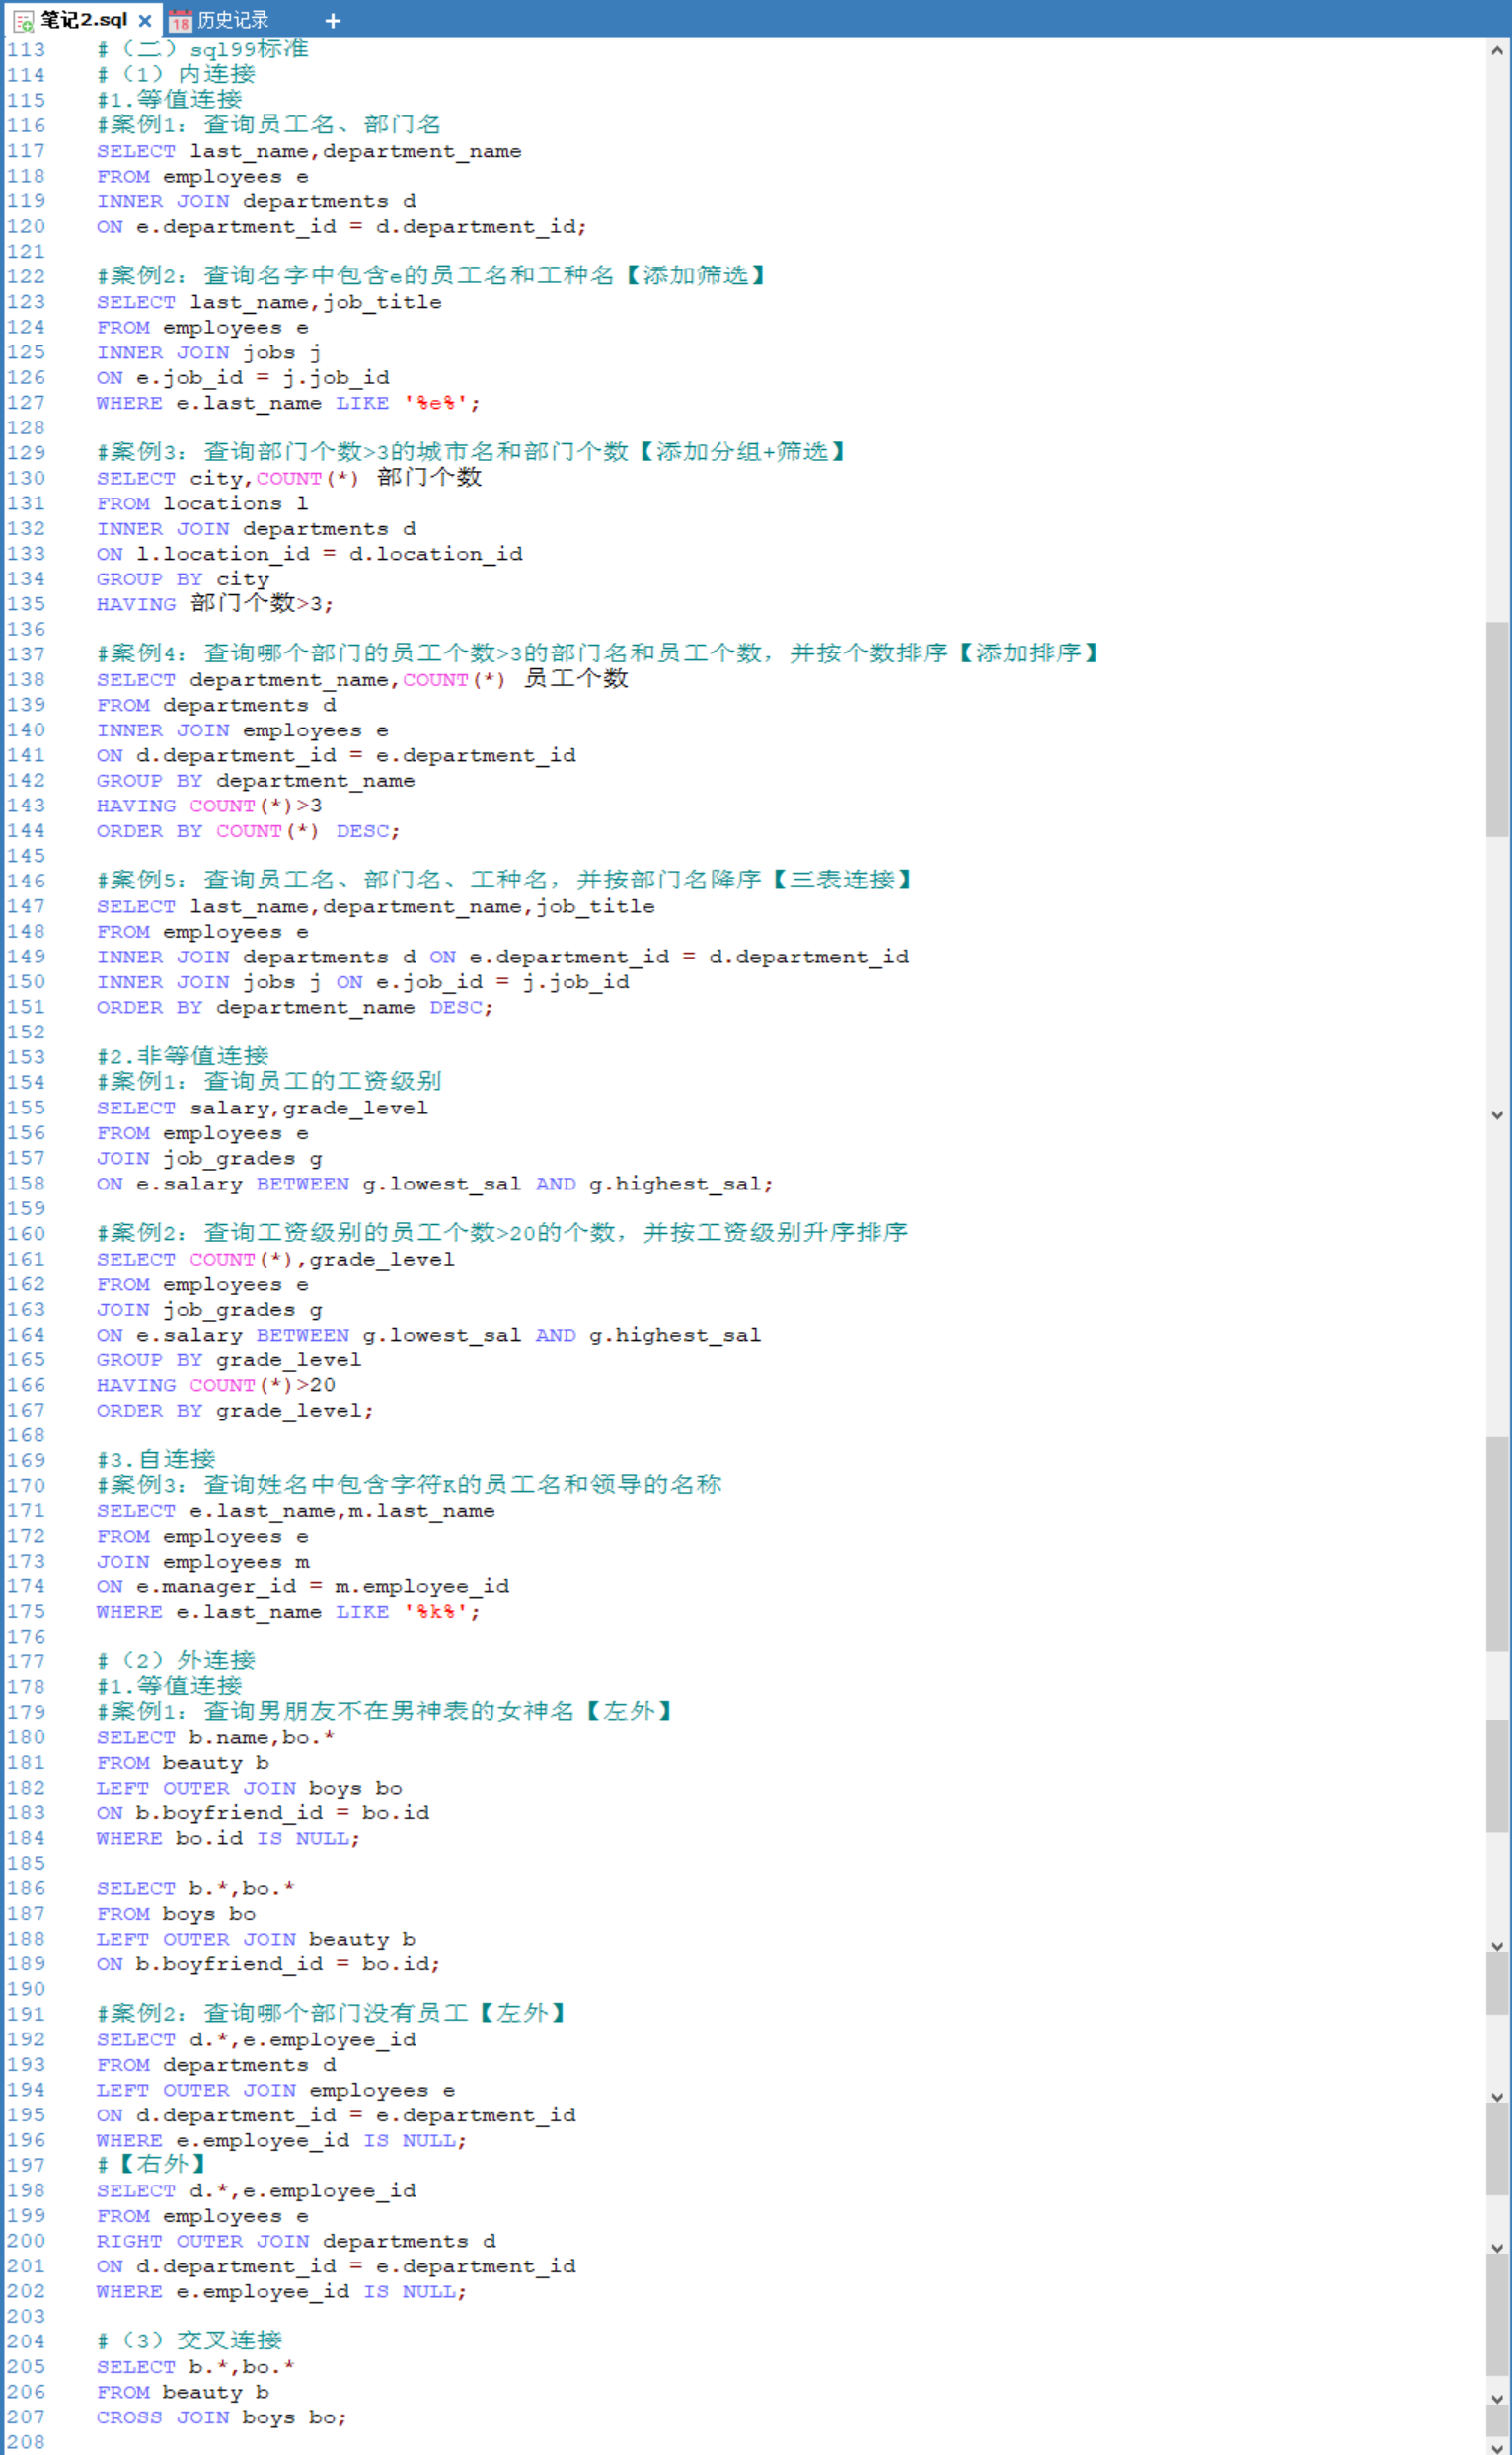 笔记2.sql × 18 历史记录 +
113 #（二）sql99标准
114 #（1）内连接
115 #1.等值连接
116 #案例1：查询员工名、部门名
117 SELECT last_name,department_name
118 FROM employees e
119 INNER JOIN departments d
120 ON e.department_id = d.department_id;
121
122 #案例2：查询名字中包含e的员工名和工种名【添加筛选】
123 SELECT last_name,job_title
124 FROM employees e
125 INNER JOIN jobs j
126 ON e.job_id = j.job_id
127 WHERE e.last_name LIKE '%e%';
128
129 #案例3：查询部门个数>3的城市名和部门个数【添加分组+筛选】
130 SELECT city,COUNT(*) 部门个数
131 FROM locations l
132 INNER JOIN departments d
133 ON l.location_id = d.location_id
134 GROUP BY city
135 HAVING 部门个数>3;
136
137 #案例4：查询哪个部门的员工个数>3的部门名和员工个数，并按个数排序【添加排序】
138 SELECT department_name,COUNT(*) 员工个数
139 FROM departments d
140 INNER JOIN employees e
141 ON d.department_id = e.department_id
142 GROUP BY department_name
143 HAVING COUNT(*)>3
144 ORDER BY COUNT(*) DESC;
145
146 #案例5：查询员工名、部门名、工种名，并按部门名降序【三表连接】
147 SELECT last_name,department_name,job_title
148 FROM employees e
149 INNER JOIN departments d ON e.department_id = d.department_id
150 INNER JOIN jobs j ON e.job_id = j.job_id
151 ORDER BY department_name DESC;
152
153 #2.非等值连接
154 #案例1：查询员工的工资级别
155 SELECT salary,grade_level
156 FROM employees e
157 JOIN job_grades g
158 ON e.salary BETWEEN g.lowest_sal AND g.highest_sal;
159
160 #案例2：查询工资级别的员工个数>20的个数，并按工资级别升序排序
161 SELECT COUNT(*),grade_level
162 FROM employees e
163 JOIN job_grades g
164 ON e.salary BETWEEN g.lowest_sal AND g.highest_sal
165 GROUP BY grade_level
166 HAVING COUNT(*)>20
167 ORDER BY grade_level;
168
169 #3.自连接
170 #案例3：查询姓名中包含字符K的员工名和领导的名称
171 SELECT e.last_name,m.last_name
172 FROM employees e
173 JOIN employees m
174 ON e.manager_id = m.employee_id
175 WHERE e.last_name LIKE '%k%';
176
177 #（2）外连接
178 #1.等值连接
179 #案例1：查询男朋友不在男神表的女神名【左外】
180 SELECT b.name,bo.*
181 FROM beauty b
182 LEFT OUTER JOIN boys bo
183 ON b.boyfriend_id = bo.id
184 WHERE bo.id IS NULL;
185
186 SELECT b.*,bo.*
187 FROM boys bo
188 LEFT OUTER JOIN beauty b
189 ON b.boyfriend_id = bo.id;
190
191 #案例2：查询哪个部门没有员工【左外】
192 SELECT d.*,e.employee_id
193 FROM departments d
194 LEFT OUTER JOIN employees e
195 ON d.department_id = e.department_id
196 WHERE e.employee_id IS NULL;
197 #【右外】
198 SELECT d.*,e.employee_id
199 FROM employees e
200 RIGHT OUTER JOIN departments d
201 ON d.department_id = e.department_id
202 WHERE e.employee_id IS NULL;
203
204 #（3）交叉连接
205 SELECT b.*,bo.*
206 FROM beauty b
207 CROSS JOIN boys bo;
208